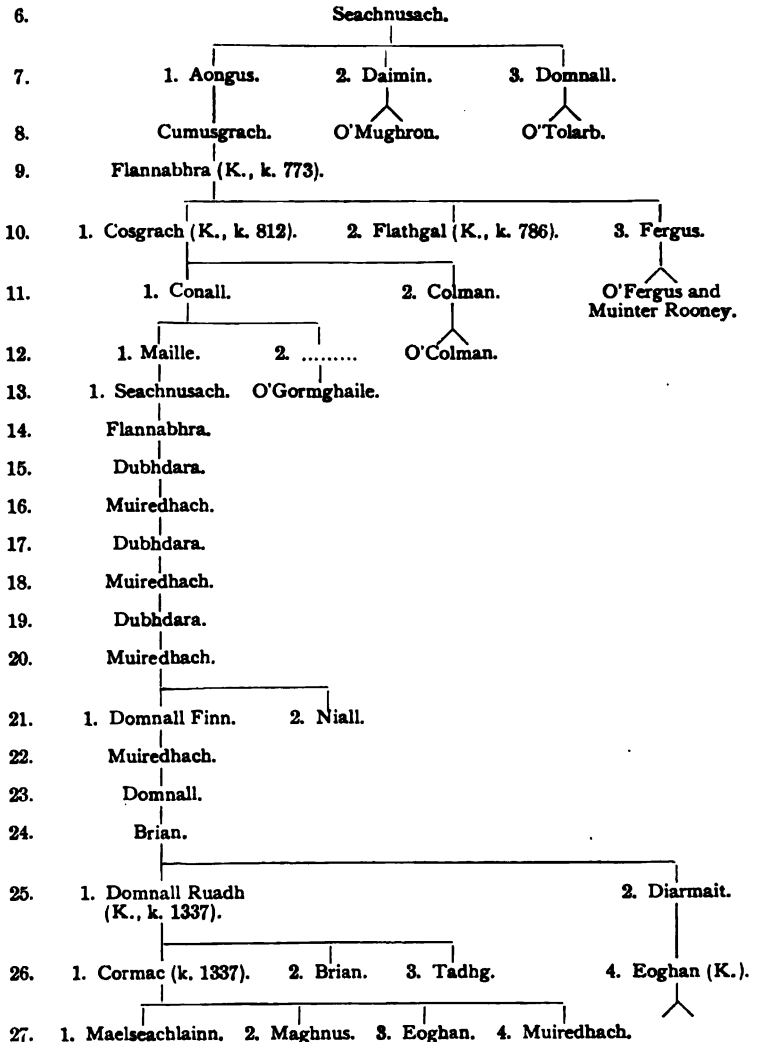 6. Seachnusach.
7. 1. Aongus. 2. Daimin. 3. Domnall.
8. Cumusgrach. O'Mughron. O'Tolarb.
9. Flannabhra (K., k. 773).
10. 1. Cosgrach (K., k. 812). 2. Flathgal (K., k. 786). 3. Fergus.
11. 1. Conall. 2. Colman. O'Fergus and
Muinter Rooney.
12. 1. Maille. 2. ......... O'Colman.
13. 1. Seachnusach. O'Gormghaile.
14. Flannabhra.
15. Dubhdara.
16. Muiredhach.
17. Dubhdara.
18. Muiredhach.
19. Dubhdara.
20. Muiredhach.
21. 1. Domnall Finn. 2. Niall.
22. Muiredhach.
23. Domnall.
24. Brian.
25. 1. Domnall Ruadh 2. Diarmait.
(K., k. 1337).
26. 1. Cormac (k. 1337). 2. Brian. 3. Tadhg. 4. Eoghan (K.).
27. 1. Maelseachlainn. 2. Maghnus. 3. Eoghan. 4. Muiredhach.